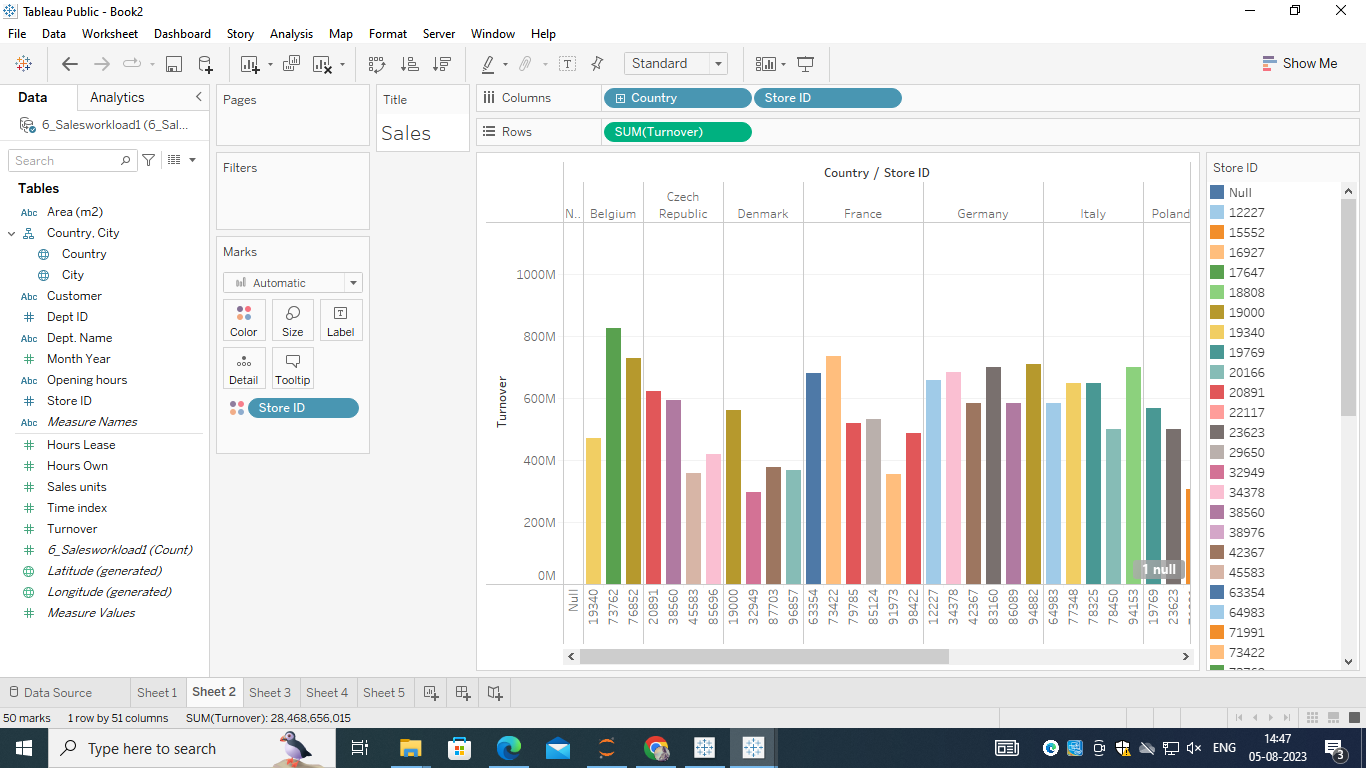 Tableau Public - Book2
File Data Worksheet Dashboard Story Analysis Map Format Server Window Help
Standard
Show Me
Data Analytics
6_Salesworkload1 (6_Sal...
Search
Tables
Abc Area (m2)
Country, City
Country
City
Abc Customer
# Dept ID
Abc Dept. Name
# Month Year
Abc Opening hours
# Store ID
Abc Measure Names
# Hours Lease
# Hours Own
# Sales units
# Time index
# Turnover
# 6_Salesworkload1 (Count)
Latitude (generated)
Longitude (generated)
# Measure Values
Pages
Filters
Marks
Automatic
Color Size Label
Detail Tooltip
Store ID
Title
Sales
Columns Country Store ID
Rows SUM(Turnover)
Country / Store ID
N.. Belgium Czech Republic Denmark France Germany Italy Poland
Turnover
1000M
800M
600M
400M
200M
0M
1 null
Null 19340 73762 76852 20891 38560 45583 85696 19000 32949 87703 96857 63354 73422 79785 85124 91973 98422 12227 34378 42367 83160 86089 94882 64983 77348 78325 78450 94153 19769 23623
Store ID
Null
12227
15552
16927
17647
18808
19000
19340
19769
20166
20891
22117
23623
29650
32949
34378
38560
38976
42367
45583
63354
64983
71991
73422
Data Source Sheet 1 Sheet 2 Sheet 3 Sheet 4 Sheet 5
50 marks 1 row by 51 columns SUM(Turnover): 28,468,656,015
Type here to search
ENG
14:47
05-08-2023
3